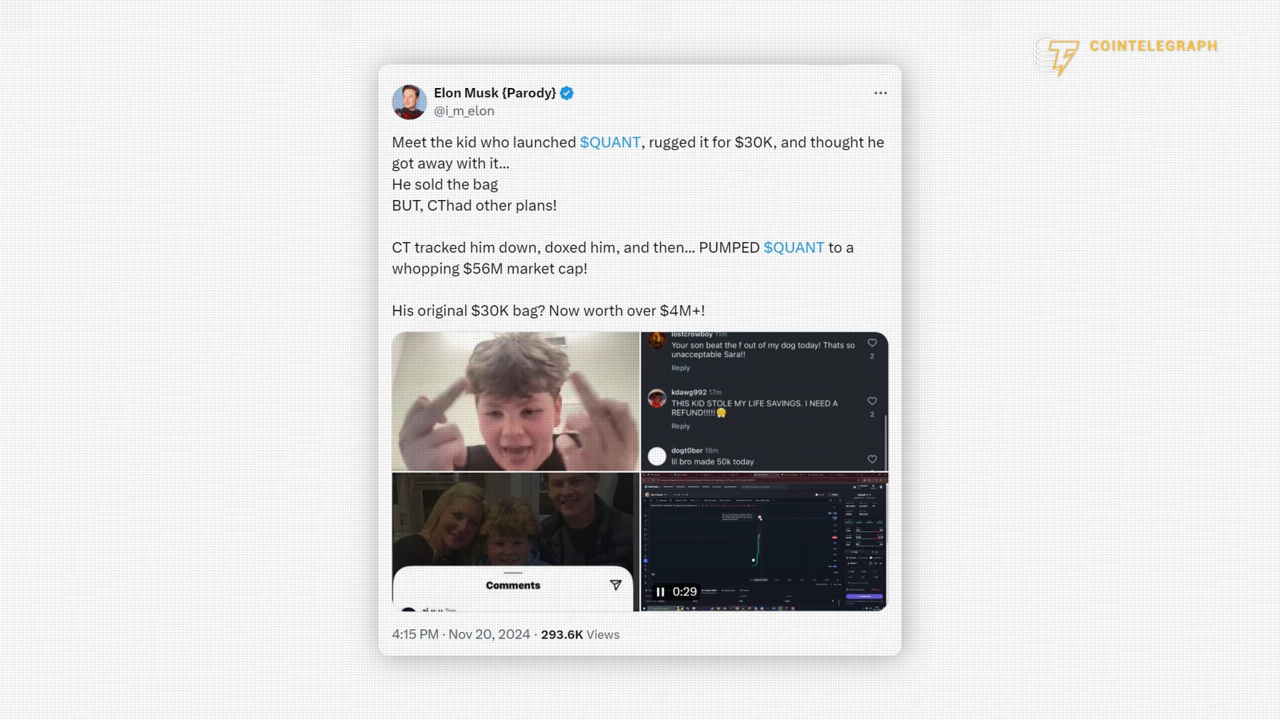 COINTELEGRAPH
Elon Musk {Parody}
@i_m_elon
Meet the kid who launched $QUANT, rugged it for $30K, and thought he
got away with it...
He sold the bag
BUT, CThad other plans!
CT tracked him down, doxed him, and then... PUMPED $QUANT to a
whopping $56M market cap!
His original $30K bag? Now worth over $4M+!
lostcrowboy 11m
Your son beat the f out of my dog today! Thats so
unacceptable Sara!!
2
Reply
kdawg992 17m
THIS KID STOLE MY LIFE SAVINGS. I NEED A
REFUND!!!!!😤
2
Reply
dogt0ber 18m
lil bro made 50k today
Comments
0:29
4:15 PM · Nov 20, 2024 · 293.6K Views